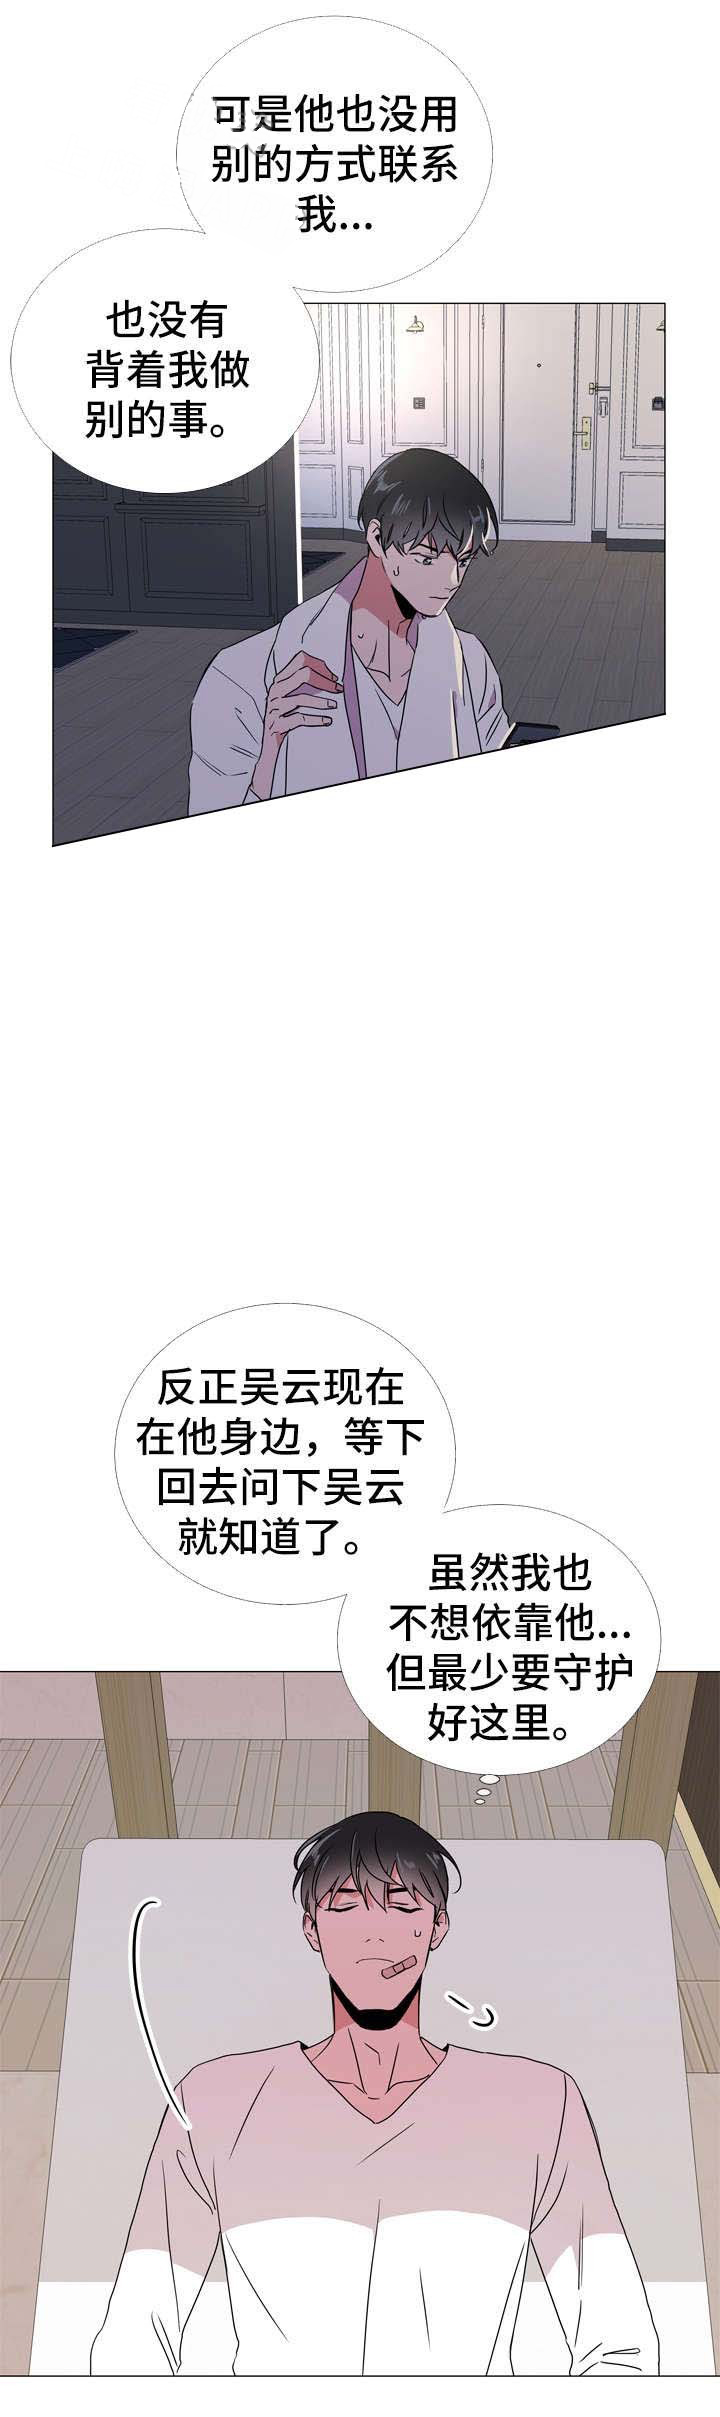 可是他也没用
别的方式联系
我...
也没有
背着我做
别的事。
反正吴云现在
在他身边，等下
回去问下吴云
就知道了。
虽然我也
不想依靠他...
但最少要守护
好这里。